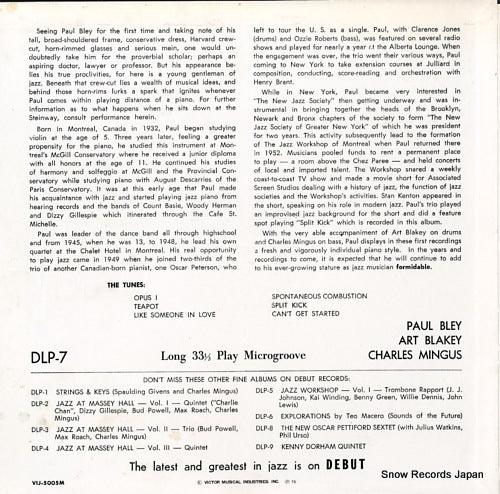 Seeing Paul Bley for the first time and taking note of his
tall, broad-shouldered frame, conservative dress, Harvard crew-
cut, horn-rimmed glasses and serious mein, one would un-
doubtedly take him for the proverbial scholar; perhaps an
aspiring doctor, lawyer or professor. But his appearance be-
lies his true proclivities, for here is a young gentleman of
jazz. Beneath that crew-cut lies a wealth of musical ideas, and
behind those horn-rims lurks a spark that ignites whenever
Paul comes within playing distance of a piano. For further
information as to what happens when he sits down at the
Steinway, consult performance herein.
Born in Montreal, Canada in 1932, Paul began studying
violin at the age of 5. Three years later, feeling a greater
propensity for the piano, he studied this instrument at Mon-
treal's McGill Conservatory where he received a junior diploma
with all honors at the age of 11. He continued his studies
of harmony and solfeggio at McGill and the Provincial Con-
servatory while studying piano with August Decarries of the
Paris Conservatory. It was at this early age that Paul made
his acquaintance with jazz and started playing jazz piano from
hearing records and the bands of Count Basie, Woody Herman
and Dizzy Gillespie which itinerated through the Cafe St.
Michelle.
Paul was leader of the dance band all through highschool
and from 1945, when he was 13, to 1948, he lead his own
quartet at the Chalet Hotel in Montreal. His real opportunity
to play jazz came in 1949 when he joined two-thirds of the
trio of another Canadian-born pianist, one Oscar Peterson, who
left to tour the U. S. as a single. Paul, with Clarence Jones
(drums) and Ozzie Roberts (bass), was featured on several radio
shows and played for nearly a year at the Alberta Lounge. When
the engagement was over, the trio went their various ways, Paul
coming to New York to take extension courses at Juilliard in
composition, conducting, score-reading and orchestration with
Henry Brant.
While in New York, Paul became very interested in
"The New Jazz Society" then getting underway and was in-
strumental in bringing together the heads of the Brooklyn,
Newark and Bronx chapters of the society to form "The New
Jazz Society of Greater New York" of which he was president
for two years. This activity subsequently lead to the formation
of The Jazz Workshop of Montreal when Paul returned there
in 1952. Musicians pooled funds to rent a permanent place
to play — a room above the Chez Paree — and held concerts
of local and imported talent. The Workshop snared a weekly
coast-to-coast TV show and made a movie short for Associated
Screen Studios dealing with a history of jazz, the function of jazz
societies and the Workshop's activities. Stan Kenton appeared in
the short, speaking on his role in modern jazz. Paul's trio played
an improvised jazz background for the short and did a feature
spot playing "Split Kick" which is recorded in this album.
With the very able accompaniment of Art Blakey on drums
and Charles Mingus on bass, Paul displays in these first recordings
a fresh and vigorously individual piano style. In the years and
recordings to come, it is expected that he will continue to add
to his ever-growing stature as jazz musician formidable.
THE TUNES:
OPUS I
TEAPOT
LIKE SOMEONE IN LOVE
SPONTANEOUS COMBUSTION
SPLIT KICK
CAN'T GET STARTED
PAUL BLEY
ART BLAKEY
CHARLES MINGUS
DLP-7
Long 33⅓ Play Microgroove
DON'T MISS THESE OTHER FINE ALBUMS ON DEBUT RECORDS:
DLP-1 STRINGS & KEYS (Spaulding Givens and Charles Mingus)
DLP-2 JAZZ AT MASSEY HALL — Vol. I — Quintet ("Charlie
Chan", Dizzy Gillespie, Bud Powell, Max Roach, Charles
Mingus)
DLP-3 JAZZ AT MASSEY HALL — Vol. II — Trio (Bud Powell,
Max Roach, Charles Mingus)
DLP-4 JAZZ AT MASSEY HALL — Vol. III — Quintet
DLP-5 JAZZ WORKSHOP — Vol. I — Trombone Rapport (J. J.
Johnson, Kai Winding, Benny Green, Willie Dennis, John
Lewis)
DLP-6 EXPLORATIONS by Teo Macero (Sounds of the Future)
DLP-8 THE NEW OSCAR PETTIFORD SEXTET (with Julius Watkins,
Phil Urso)
DLP-9 KENNY DORHAM QUINTET
The latest and greatest in jazz is on DEBUT
VIJ-5005M
© VICTOR MUSICAL INDUSTRIES, INC.
Snow Records Japan